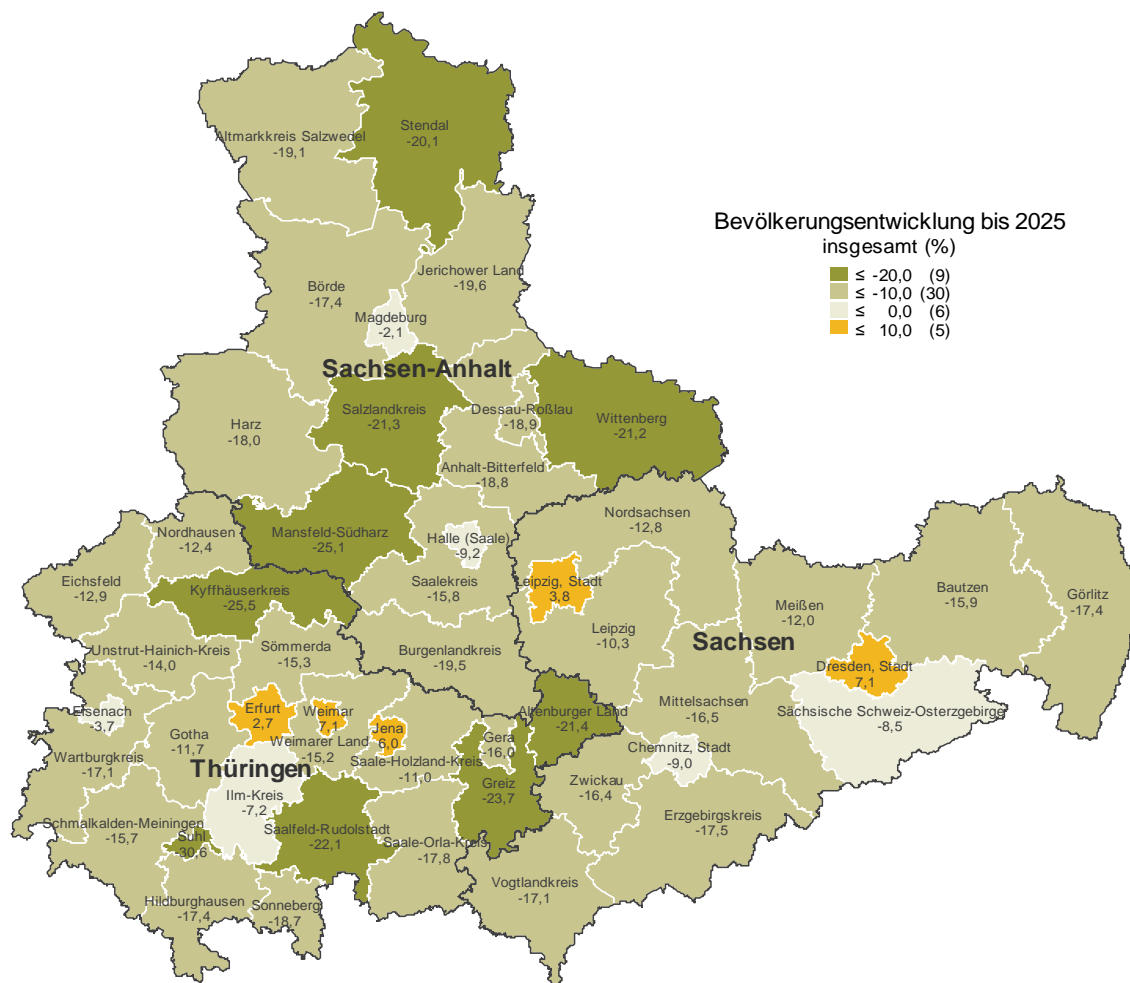 Stendal
-20,1
Altmarkkreis Salzwedel
-19,1
Bevölkerungsentwicklung bis 2025
insgesamt (%)
≤ -20,0 (9)
≤ -10,0 (30)
≤ 0,0 (6)
≤ 10,0 (5)
Jerichower Land
-19,6
Börde
-17,4
Magdeburg
-2,1
Sachsen-Anhalt
Salzlandkreis
-21,3
Dessau-Roßlau
-18,9
Wittenberg
-21,2
Harz
-18,0
Anhalt-Bitterfeld
-18,8
Nordsachsen
-12,8
Nordhausen
-12,4
Mansfeld-Südharz
-25,1
Halle (Saale)
-9,2
Eichsfeld
-12,9
Kyffhäuserkreis
-25,5
Saalekreis
-15,8
Leipzig, Stadt
3,8
Bautzen
-15,9
Görlitz
-17,4
Meißen
-12,0
Leipzig
-10,3
Sachsen
Unstrut-Hainich-Kreis
-14,0
Sömmerda
-15,3
Burgenlandkreis
-19,5
Dresden, Stadt
7,1
Eisenach
-3,7
Erfurt
2,7
Weimar
7,1
Jena
6,0
Altenburger Land
-21,4
Mittelsachsen
-16,5
Sächsische Schweiz-Osterzgebirge
-8,5
Gotha
-11,7
Weimarer Land
-15,2
Gera
-16,0
Chemnitz, Stadt
-9,0
Wartburgkreis
-17,1
Thüringen
Saale-Holzland-Kreis
-11,0
Greiz
-23,7
Zwickau
-16,4
Ilm-Kreis
-7,2
Erzgebirgskreis
-17,5
Schmalkalden-Meiningen
-15,7
Suhl
-30,6
Saalfeld-Rudolstadt
-22,1
Saale-Orla-Kreis
-17,8
Vogtlandkreis
-17,1
Hildburghausen
-17,4
Sonneberg
-18,7